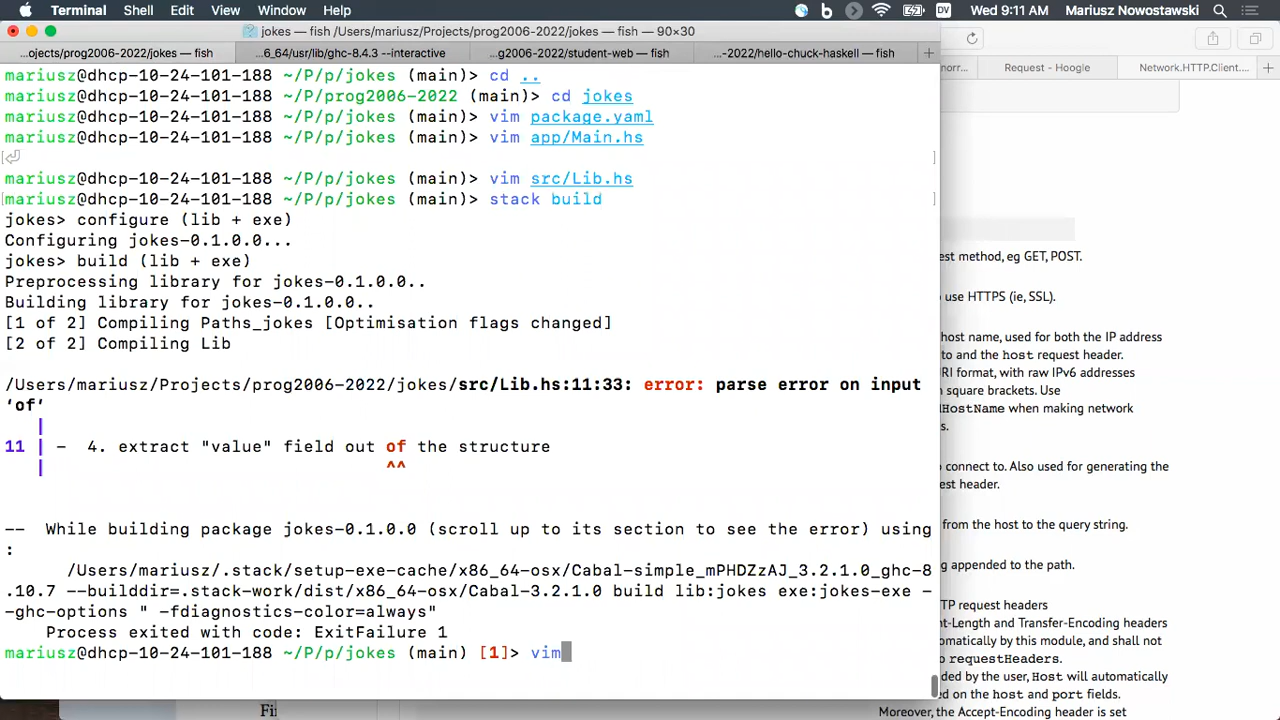 Terminal Shell Edit View Window Help DV Wed 9:11 AM Mariusz Nowostawski
jokes — fish /Users/mariusz/Projects/prog2006-2022/jokes — fish — 90×30
...ojects/prog2006-2022/jokes — fish ...6_64/usr/lib/ghc-8.4.3 --interactive ...g2006-2022/student-web — fish ...-2022/hello-chuck-haskell — fish +
norr... Request - Hoogle Network.HTTP.Client... +
mariusz@dhcp-10-24-101-188 ~/P/p/jokes (main)> cd ..
mariusz@dhcp-10-24-101-188 ~/P/prog2006-2022 (main)> cd jokes
mariusz@dhcp-10-24-101-188 ~/P/p/jokes (main)> vim package.yaml
mariusz@dhcp-10-24-101-188 ~/P/p/jokes (main)> vim app/Main.hs
⏎
mariusz@dhcp-10-24-101-188 ~/P/p/jokes (main)> vim src/Lib.hs
mariusz@dhcp-10-24-101-188 ~/P/p/jokes (main)> stack build
jokes> configure (lib + exe)
Configuring jokes-0.1.0.0...
jokes> build (lib + exe)
Preprocessing library for jokes-0.1.0.0..
Building library for jokes-0.1.0.0..
[1 of 2] Compiling Paths_jokes [Optimisation flags changed]
[2 of 2] Compiling Lib
/Users/mariusz/Projects/prog2006-2022/jokes/src/Lib.hs:11:33: error: parse error on input
‘of’
|
11 | -  4. extract "value" field out of the structure
| ^^
--  While building package jokes-0.1.0.0 (scroll up to its section to see the error) using
:
/Users/mariusz/.stack/setup-exe-cache/x86_64-osx/Cabal-simple_mPHDZzAJ_3.2.1.0_ghc-8
.10.7 --builddir=.stack-work/dist/x86_64-osx/Cabal-3.2.1.0 build lib:jokes exe:jokes-exe -
-ghc-options " -fdiagnostics-color=always"
Process exited with code: ExitFailure 1
mariusz@dhcp-10-24-101-188 ~/P/p/jokes (main) [1]> vim
est method, eg GET, POST.
o use HTTPS (ie, SSL).
host name, used for both the IP address
to and the host request header.
RI format, with raw IPv6 addresses
n square brackets. Use
HostName when making network
s.
o connect to. Also used for generating the
est header.
from the host to the query string.
ng appended to the path.
TP request headers
ent-Length and Transfer-Encoding headers
tomatically by this module, and shall not
o requestHeaders.
ded by the user, Host will automatically
ed on the host and port fields.
Moreover, the Accept-Encoding header is set